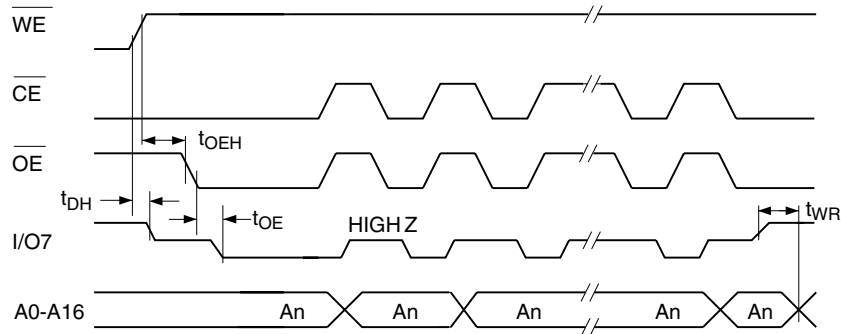 WE
CE
tOEH
OE
tDH
tOE
tWR
I/O7
HIGH Z
A0-A16
An An An An An